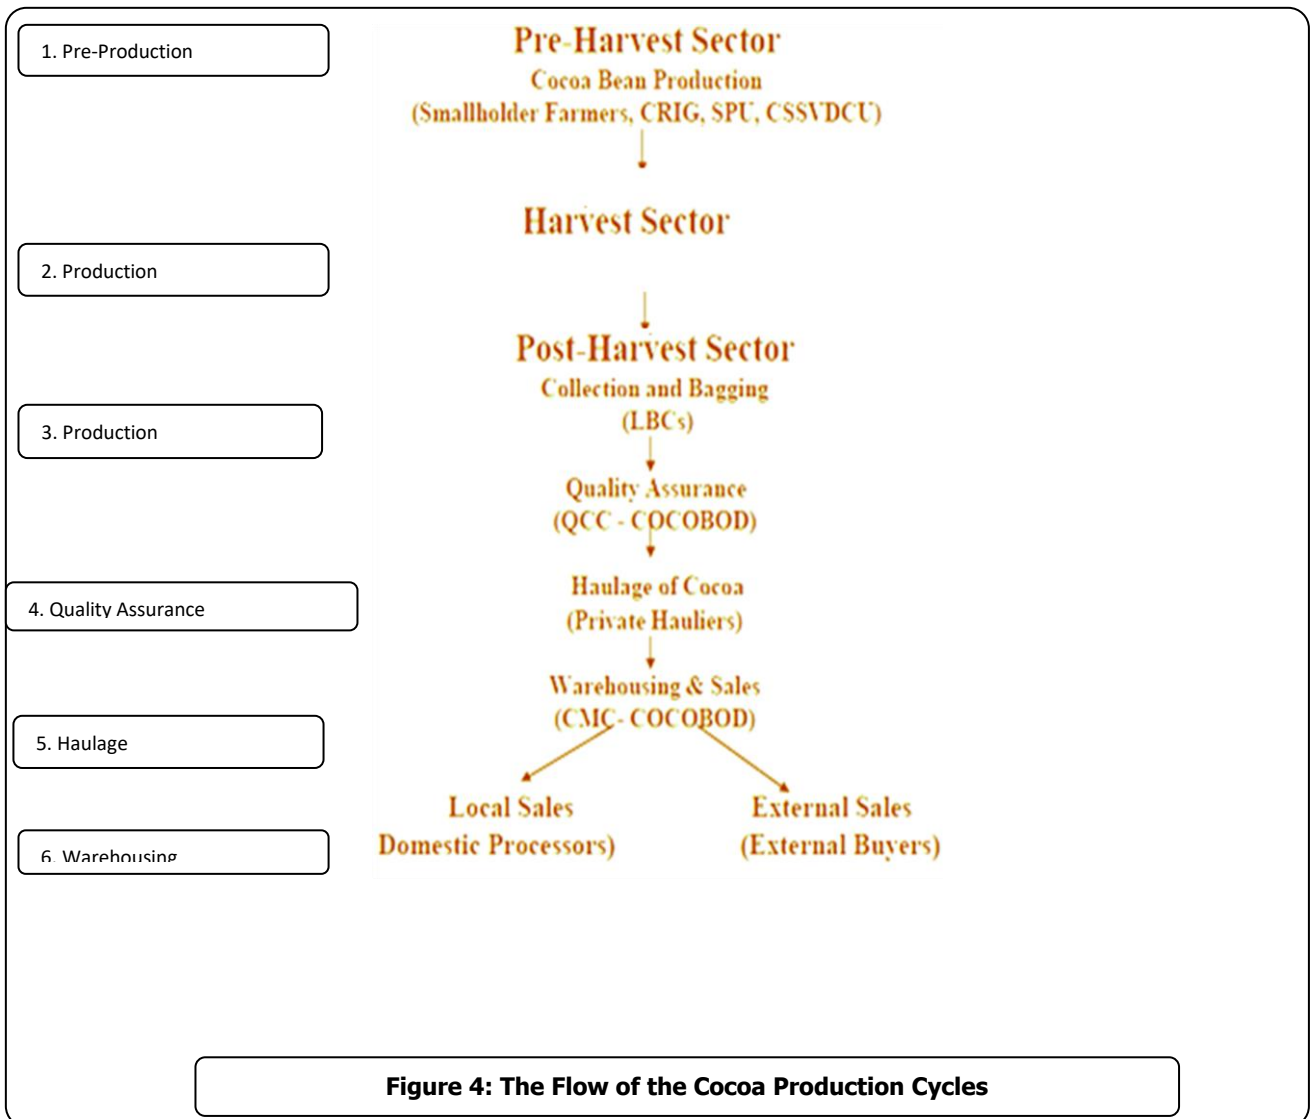 1. Pre-Production
Pre-Harvest Sector
Cocoa Bean Production
(Smallholder Farmers, CRIG, SPU, CSSVDCU)
Harvest Sector
2. Production
Post-Harvest Sector
Collection and Bagging
(LBCs)
3. Production
Quality Assurance
(QCC - COCOBOD)
Haulage of Cocoa
(Private Hauliers)
4. Quality Assurance
Warehousing & Sales
(CMC- COCOBOD)
5. Haulage
Local Sales
Domestic Processors)
External Sales
(External Buyers)
6. Warehousing
Figure 4: The Flow of the Cocoa Production Cycles